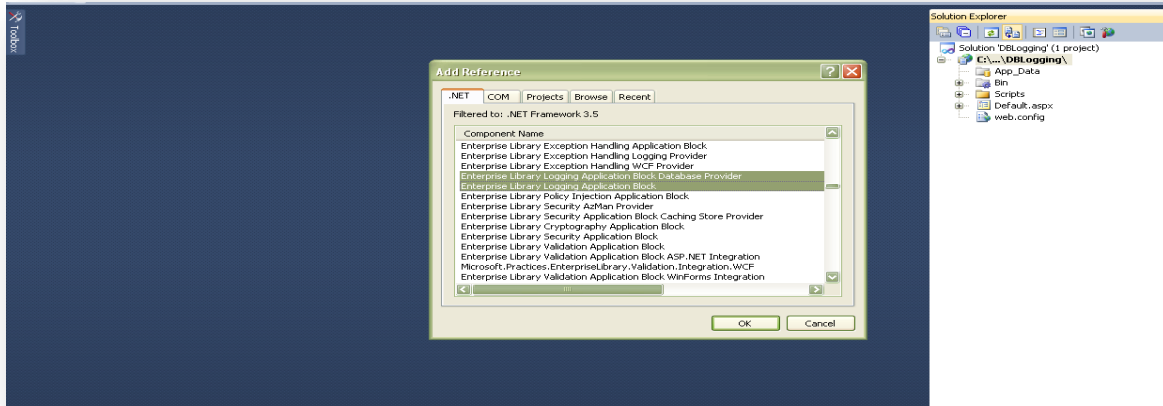 Toolbox
Solution Explorer
Solution 'DBLogging' (1 project)
C:\...\DBLogging\
App_Data
Bin
Scripts
Default.aspx
web.config
Add Reference
.NET COM Projects Browse Recent
Filtered to: .NET Framework 3.5
Component Name
Enterprise Library Exception Handling Application Block
Enterprise Library Exception Handling Logging Provider
Enterprise Library Exception Handling WCF Provider
Enterprise Library Logging Application Block Database Provider
Enterprise Library Logging Application Block
Enterprise Library Policy Injection Application Block
Enterprise Library Security AzMan Provider
Enterprise Library Security Application Block Caching Store Provider
Enterprise Library Cryptography Application Block
Enterprise Library Security Application Block
Enterprise Library Validation Application Block
Enterprise Library Validation Application Block ASP.NET Integration
Microsoft.Practices.EnterpriseLibrary.Validation.Integration.WCF
Enterprise Library Validation Application Block WinForms Integration
OK Cancel